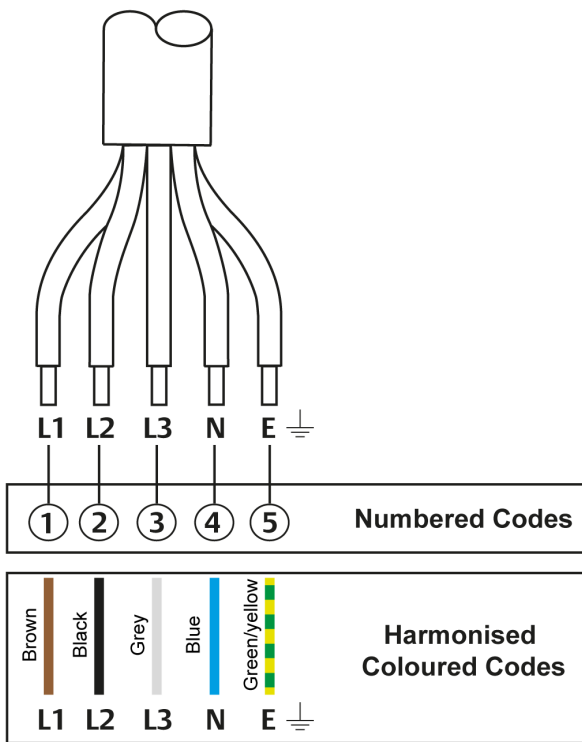 L1 L2 L3 N E
1 2 3 4 5 Numbered Codes
Brown Black Grey Blue Green/yellow
Harmonised
Coloured Codes
L1 L2 L3 N E